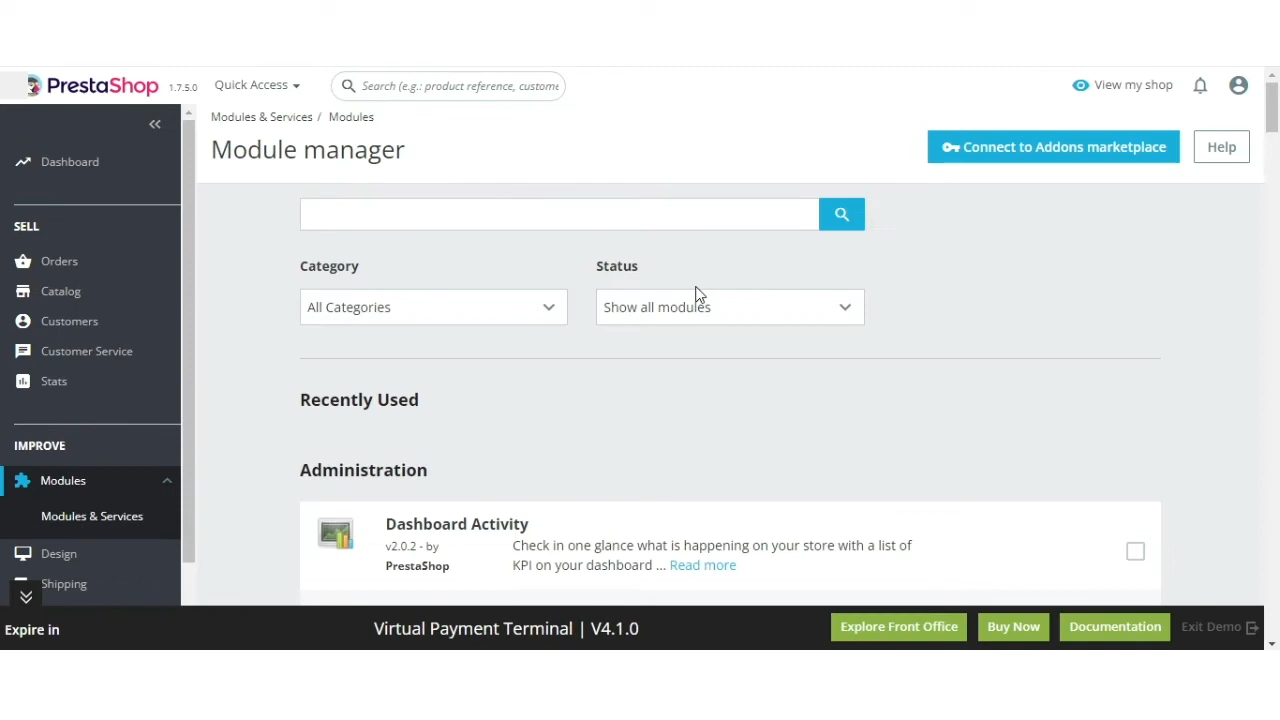 PrestaShop 1.7.5.0 Quick Access Search (e.g.: product reference, custome View my shop
Modules & Services / Modules
Module manager
Connect to Addons marketplace Help
Dashboard
SELL
Orders
Catalog
Customers
Customer Service
Stats
IMPROVE
Modules
Modules & Services
Design
Shipping
Category Status
All Categories Show all modules
Recently Used
Administration
Dashboard Activity
v2.0.2 - by
PrestaShop
Check in one glance what is happening on your store with a list of
KPI on your dashboard ... Read more
Expire in Virtual Payment Terminal | V4.1.0 Explore Front Office Buy Now Documentation Exit Demo